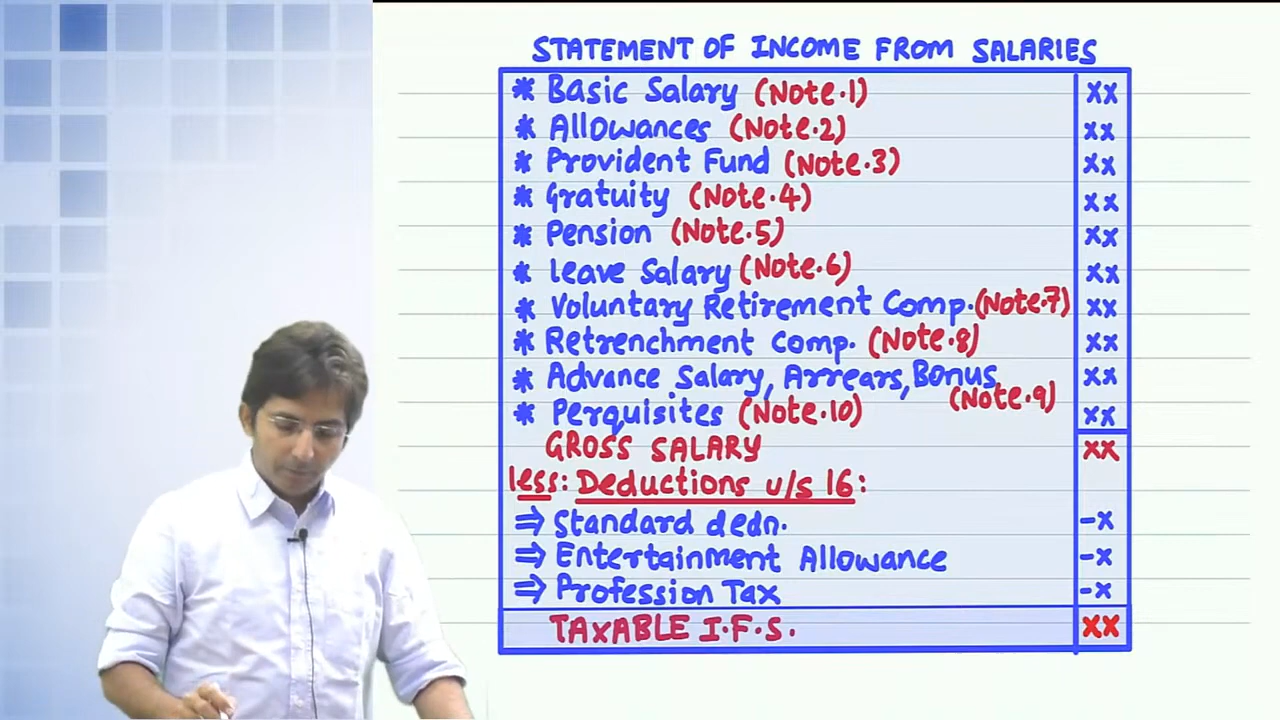 STATEMENT OF INCOME FROM SALARIES
* Basic Salary (Note.1) xx
* Allowances (Note.2) xx
* Provident Fund (Note.3) xx
* Gratuity (Note.4) xx
* Pension (Note.5) xx
* leave Salary (Note.6) xx
* Voluntary Retirement Comp. (Note.7) xx
* Retrenchment Comp. (Note.8) xx
* Advance Salary, Arrears, Bonus xx
(Note.9)
* Perquisites (Note.10) xx
GROSS SALARY xx
less: Deductions u/s 16:
⇒ Standard dedn. -x
⇒ Entertainment Allowance -x
⇒ Profession Tax -x
TAXABLE I.F.S. xx